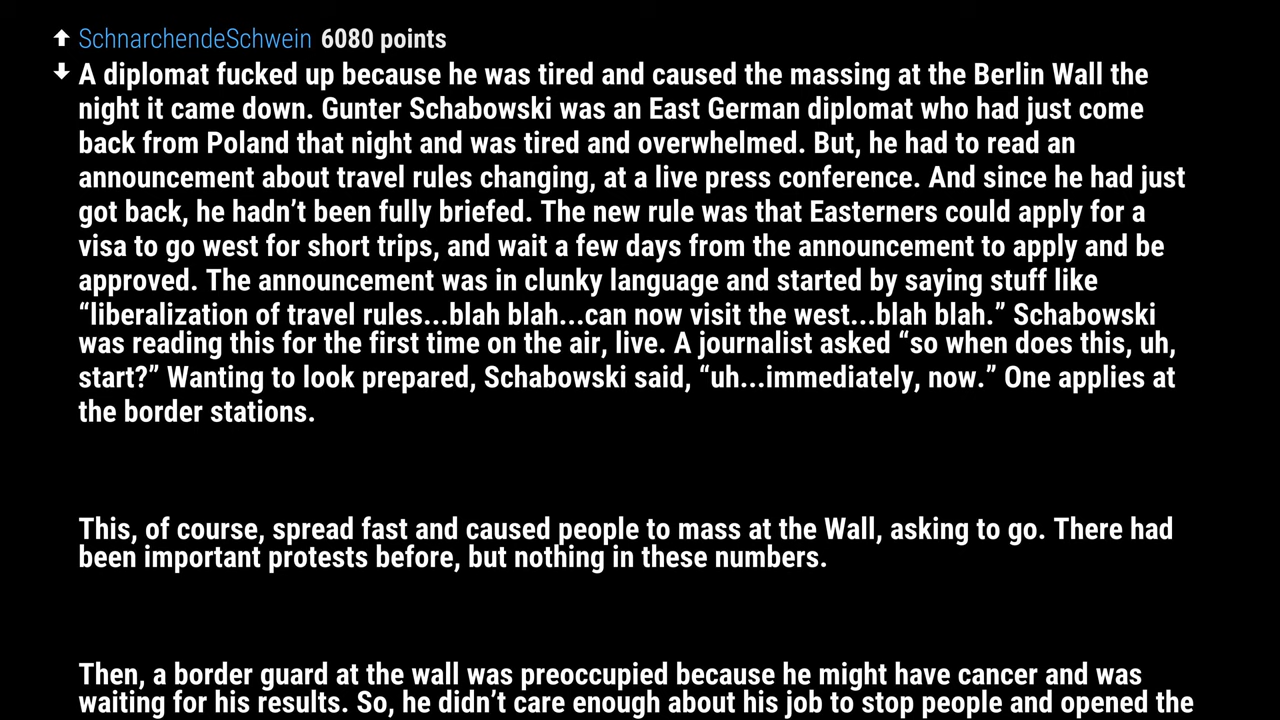 SchnarchendeSchwein 6080 points
A diplomat fucked up because he was tired and caused the massing at the Berlin Wall the
night it came down. Gunter Schabowski was an East German diplomat who had just come
back from Poland that night and was tired and overwhelmed. But, he had to read an
announcement about travel rules changing, at a live press conference. And since he had just
got back, he hadn’t been fully briefed. The new rule was that Easterners could apply for a
visa to go west for short trips, and wait a few days from the announcement to apply and be
approved. The announcement was in clunky language and started by saying stuff like
“liberalization of travel rules...blah blah...can now visit the west...blah blah.” Schabowski
was reading this for the first time on the air, live. A journalist asked “so when does this, uh,
start?” Wanting to look prepared, Schabowski said, “uh...immediately, now.” One applies at
the border stations.
This, of course, spread fast and caused people to mass at the Wall, asking to go. There had
been important protests before, but nothing in these numbers.
Then, a border guard at the wall was preoccupied because he might have cancer and was
waiting for his results. So, he didn’t care enough about his job to stop people and opened the